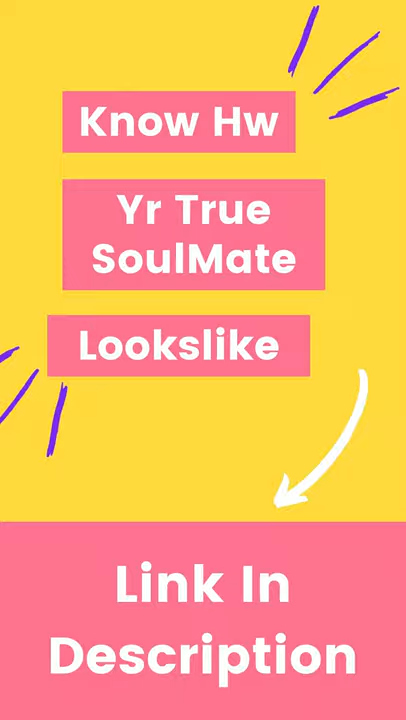 Know Hw
Yr True
SoulMate
Lookslike
Link In
Description